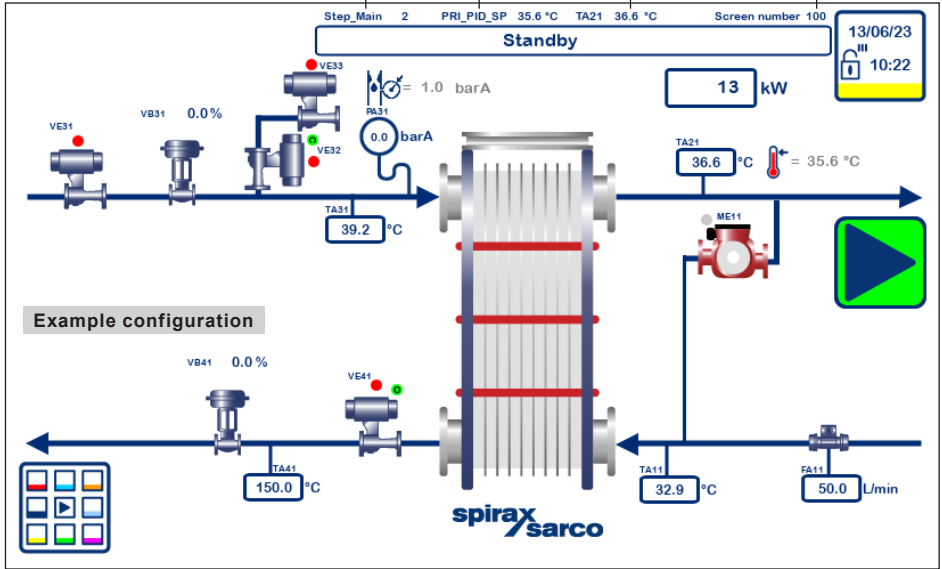 Step_Main 2 PRI_PID_SP 35.6 °C TA21 36.6 °C Screen number 100
Standby
13/06/23
10:22
VE33
= 1.0 barA
13 kW
VB31 0.0 %
PA31
VE31
0.0 barA
VE32
TA21
36.6 °C
= 35.6 °C
TA31
39.2 °C
ME11
Example configuration
VB41 0.0 %
VE41
TA41
150.0 °C
TA11
32.9 °C
FA11
50.0 L/min
spirax
sarco